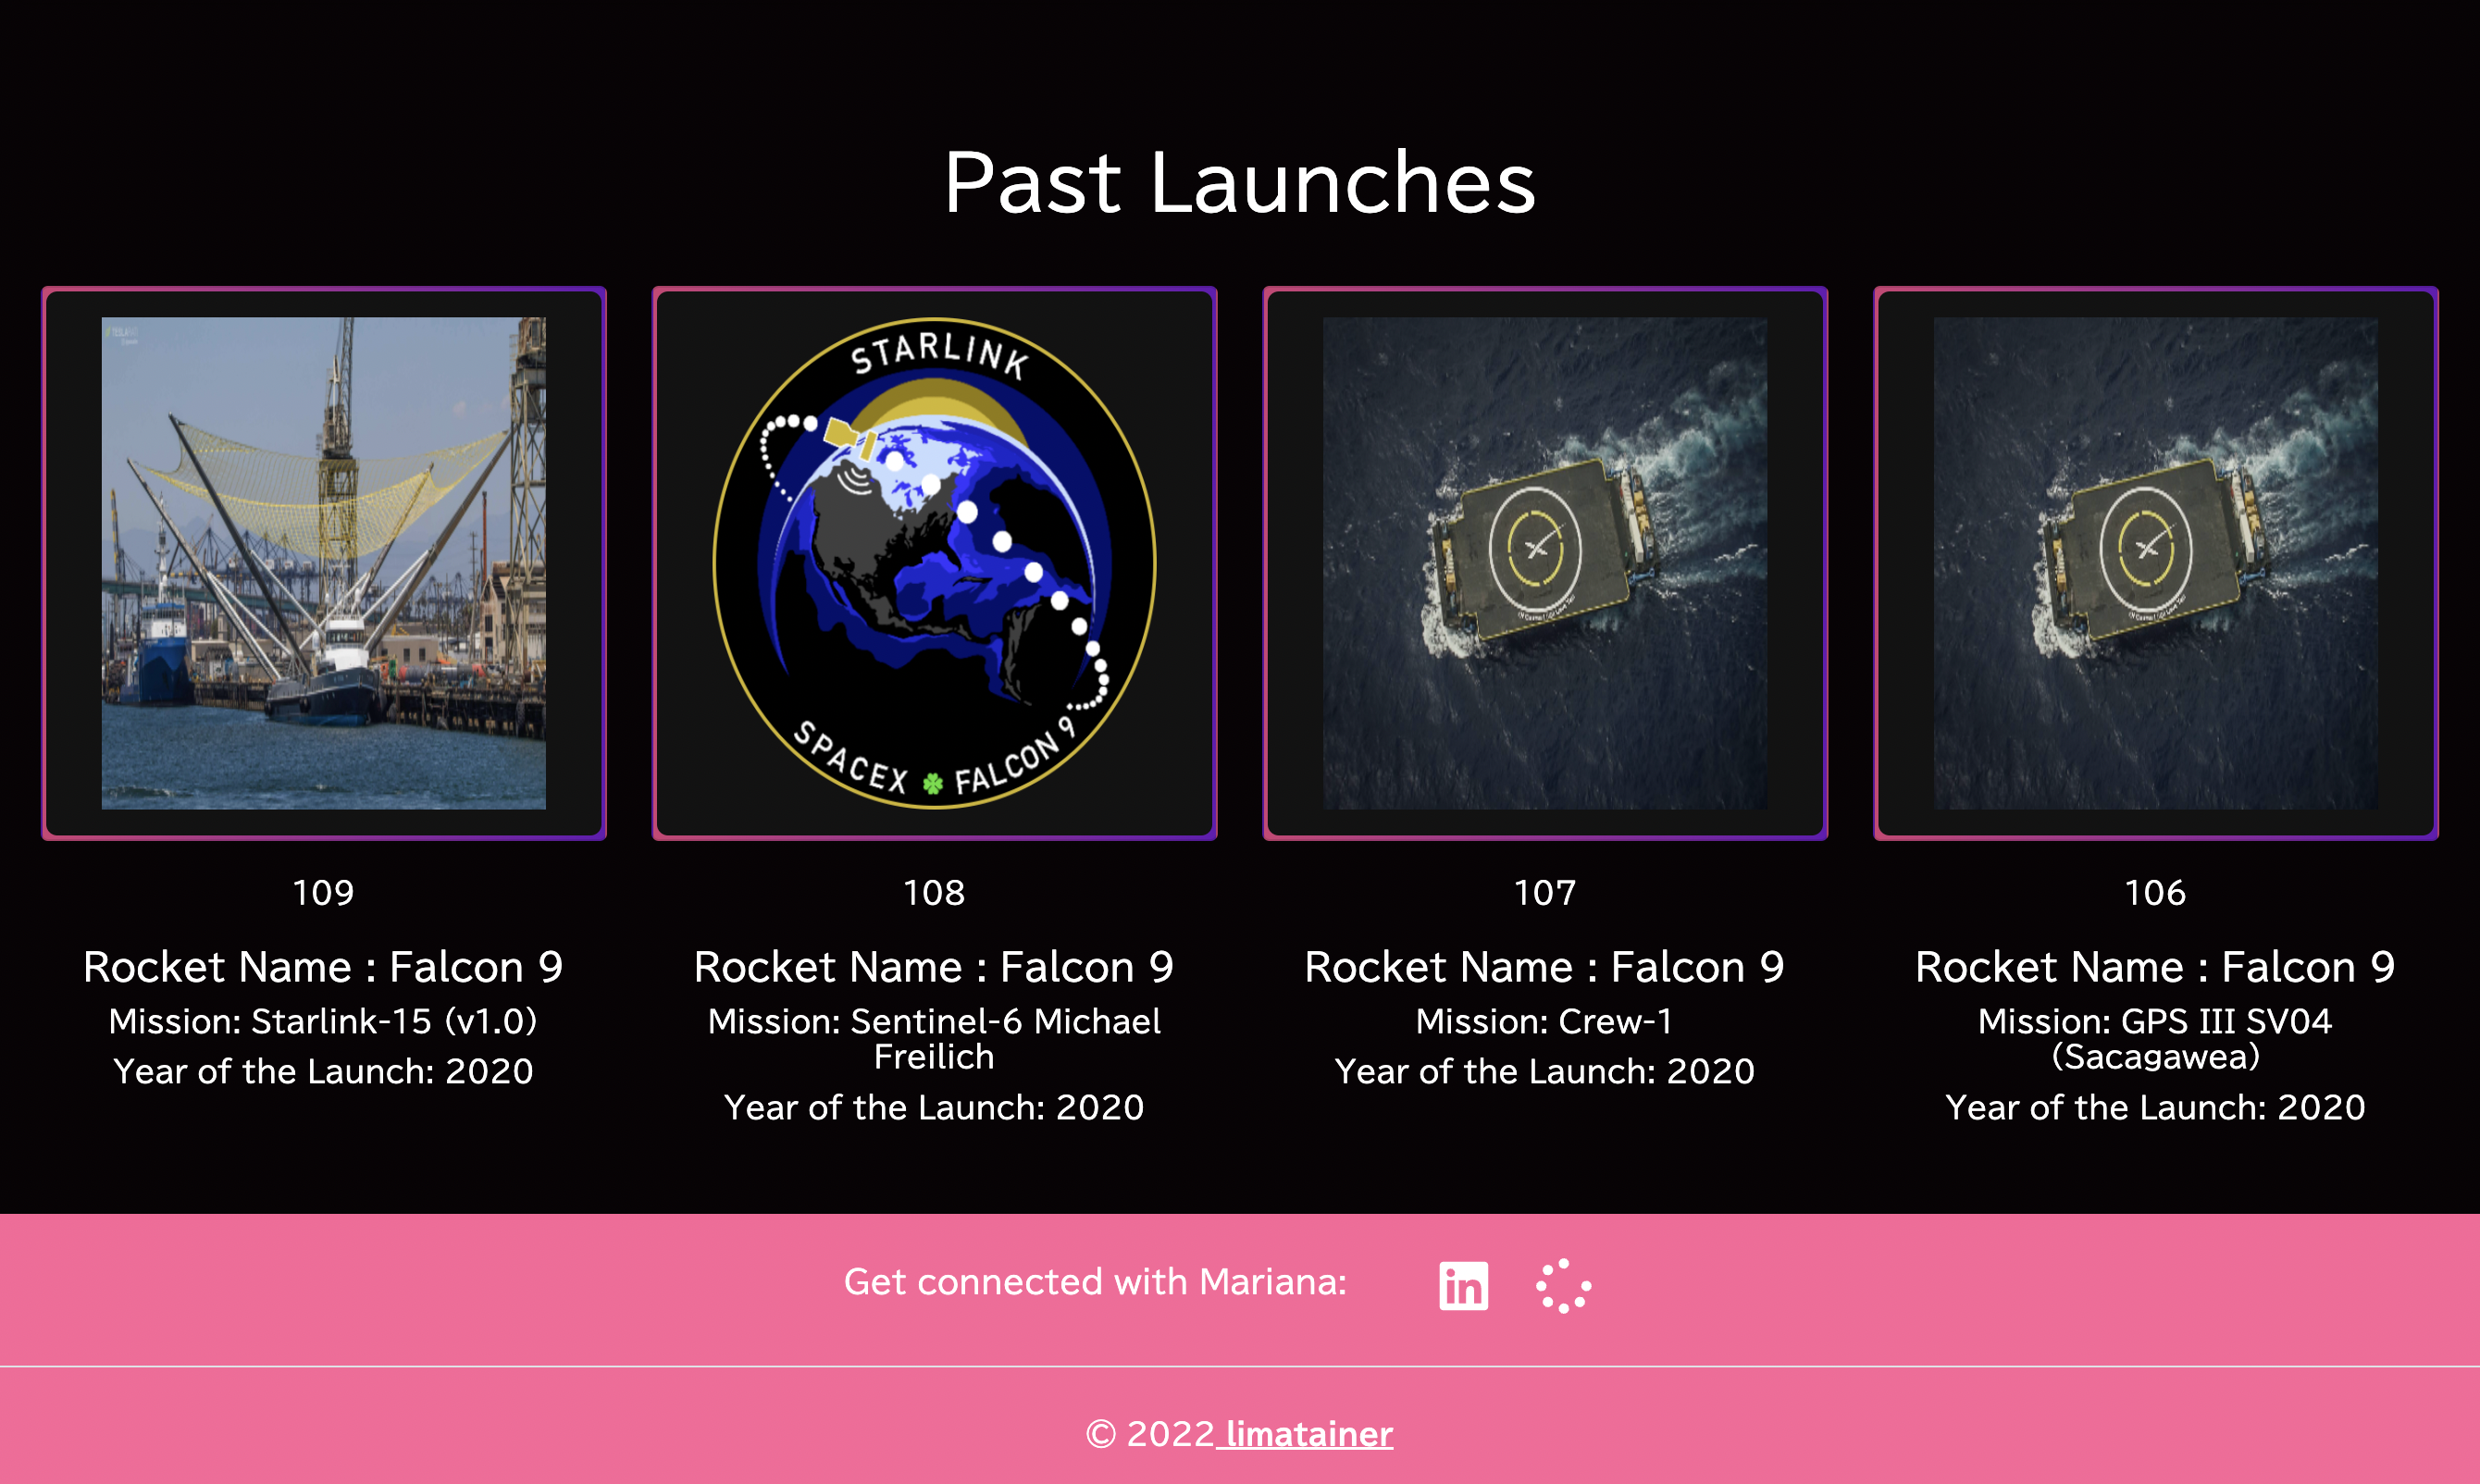 Past Launches
STARLINK
SPACEX FALCON 9
109
Rocket Name : Falcon 9
Mission: Starlink-15 (v1.0)
Year of the Launch: 2020
108
Rocket Name : Falcon 9
Mission: Sentinel-6 Michael
Freilich
Year of the Launch: 2020
107
Rocket Name : Falcon 9
Mission: Crew-1
Year of the Launch: 2020
106
Rocket Name : Falcon 9
Mission: GPS III SV04
(Sacagawea)
Year of the Launch: 2020
Get connected with Mariana:
in
© 2022 limatainer